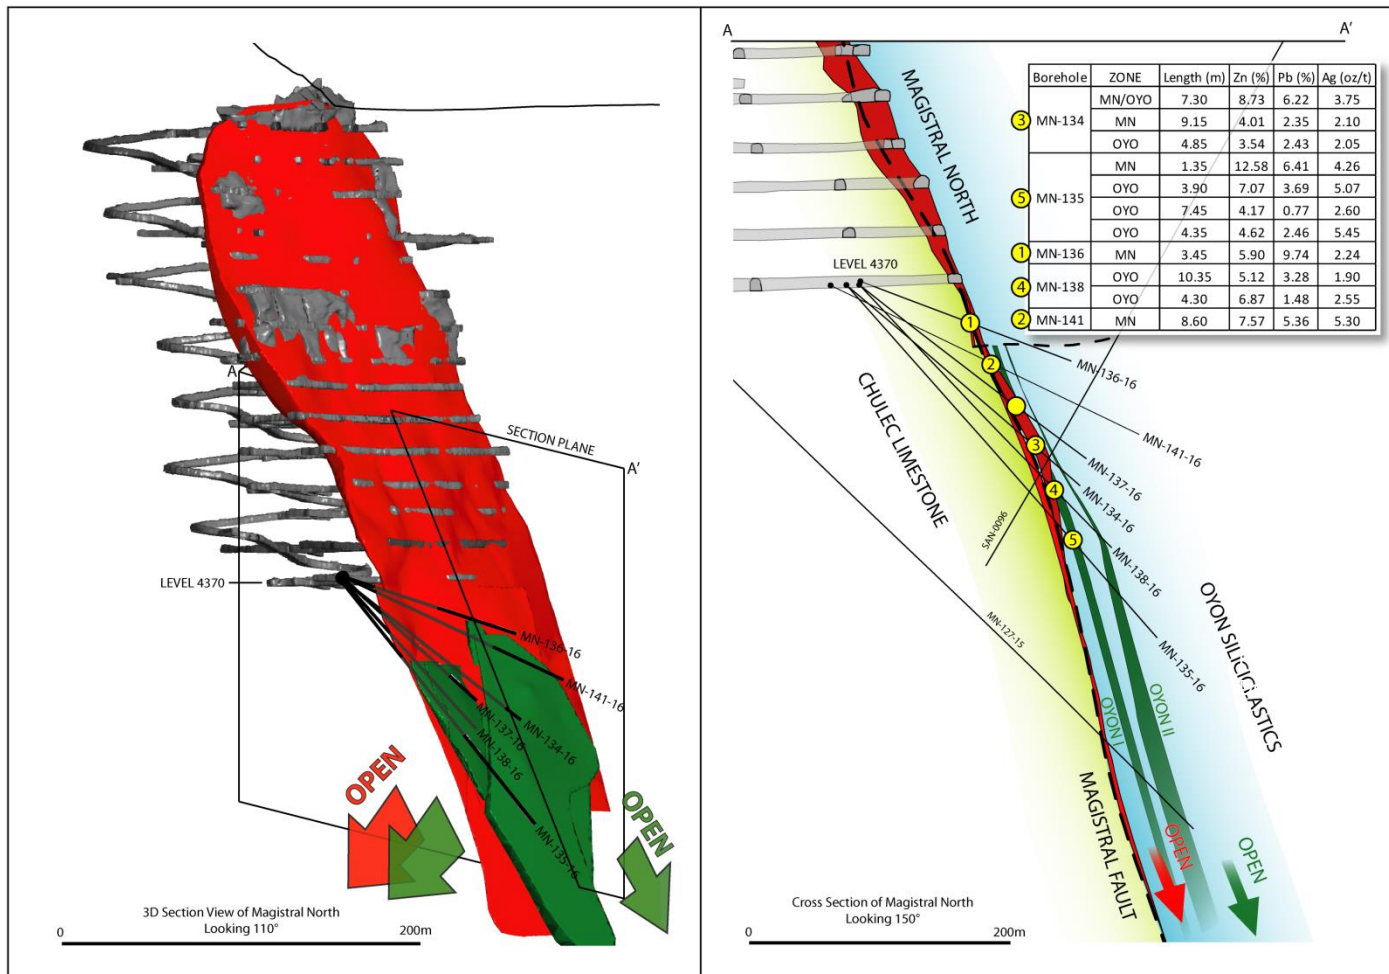 A
SECTION PLANE
A'
LEVEL 4370
MN-136-16
MN-141-16
MN-137-16
MN-134-16
MN-138-16
MN-135-16
OPEN
OPEN
3D Section View of Magistral North
Looking 110°
0 200m
A A'
MAGISTRAL NORTH
Borehole ZONE Length (m) Zn (%) Pb (%) Ag (oz/t)
3 MN-134 MN/OYO 7.30 8.73 6.22 3.75
MN 9.15 4.01 2.35 2.10
OYO 4.85 3.54 2.43 2.05
5 MN-135 MN 1.35 12.58 6.41 4.26
OYO 3.90 7.07 3.69 5.07
OYO 7.45 4.17 0.77 2.60
OYO 4.35 4.62 2.46 5.45
1 MN-136 MN 3.45 5.90 9.74 2.24
4 MN-138 OYO 10.35 5.12 3.28 1.90
OYO 4.30 6.87 1.48 2.55
2 MN-141 MN 8.60 7.57 5.36 5.30
LEVEL 4370
1
2
3
4
5
MN-136-16
MN-141-16
MN-137-16
MN-134-16
MN-138-16
MN-135-16
SAN-0096
MN-127-15
CHULEC LIMESTONE
OYON SILICICLASTICS
OYON I
OYON II
MAGISTRAL FAULT
OPEN
OPEN
Cross Section of Magistral North
Looking 150°
0 200m